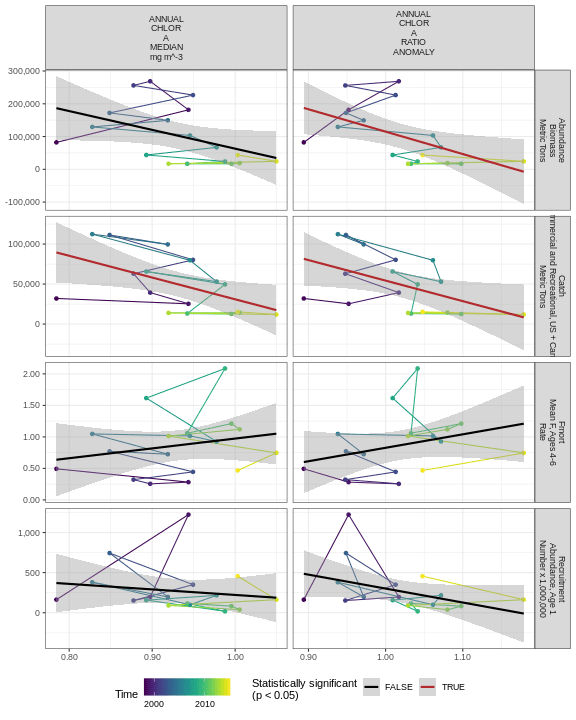 ANNUAL
CHLOR
A
MEDIAN
mg m^-3
ANNUAL
CHLOR
A
RATIO
ANOMALY
300,000
200,000
100,000
0
-100,000
Abundance
Biomass
Metric Tons
100,000
50,000
0
Catch
and Recreational, US +
Metric Tons
2.00
1.50
1.00
0.50
0.00
Fmort
Mean F, Ages 4-6
Rate
1,000
500
0
Recruitment
Abundance, Age 1
Number x 1,000,000
0.80 0.90 1.00
0.90 1.00 1.10
Time
2000 2010
Statistically significant
(p < 0.05)
FALSE TRUE